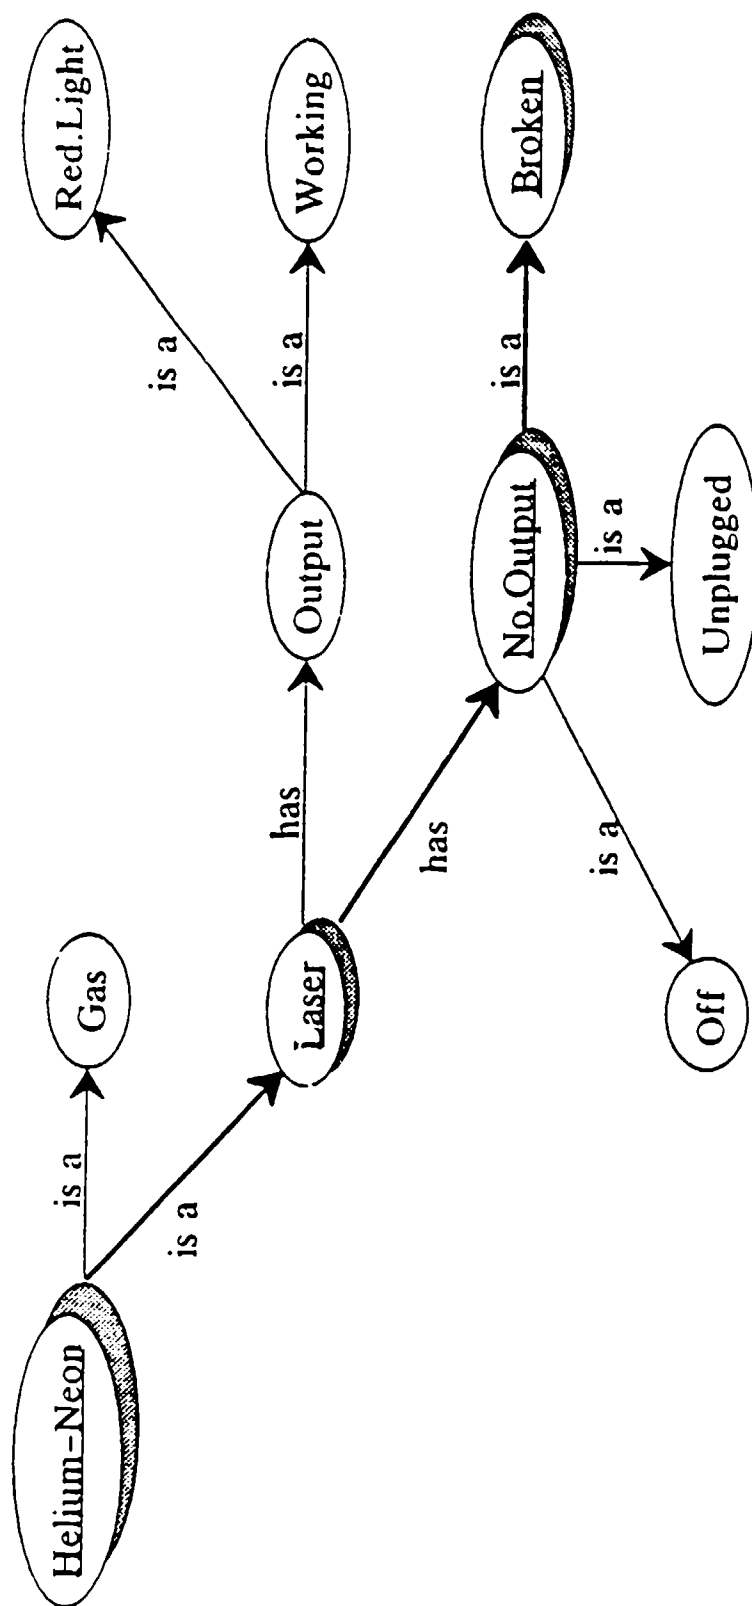 Helium-Neon
is a
Gas
is a
Laser
has
Output
is a
Red.Light
is a
Working
has
No.Output
is a
Broken
is a
Unplugged
is a
Off